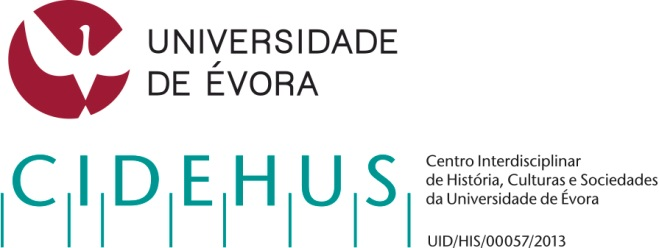 UNIVERSIDADE
DE ÉVORA
CIDEHUS
Centro Interdisciplinar
de História, Culturas e Sociedades
da Universidade de Évora
UID/HIS/00057/2013